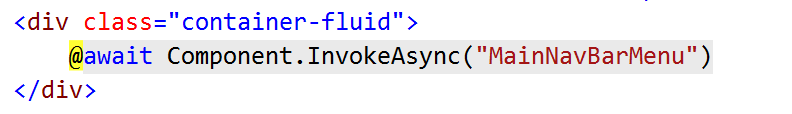 <div class="container-fluid">
@await Component.InvokeAsync("MainNavBarMenu")
</div>